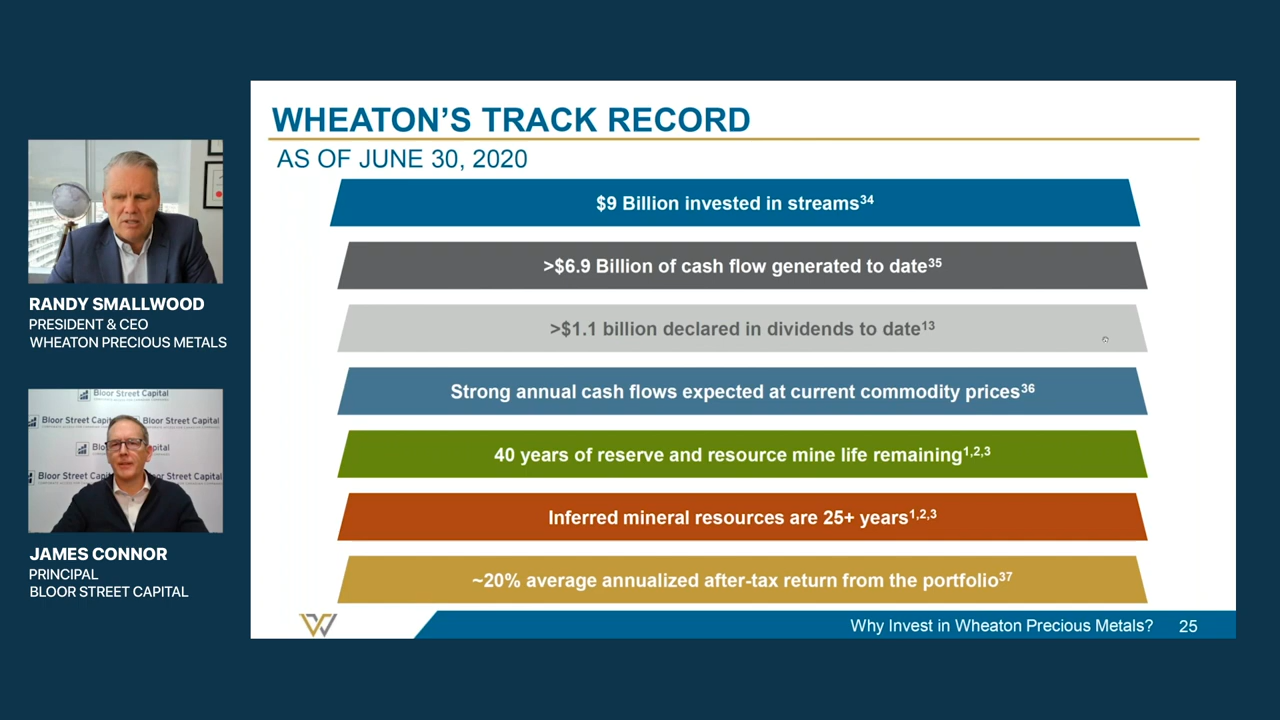 WHEATON'S TRACK RECORD
AS OF JUNE 30, 2020
$9 Billion invested in streams34
>$6.9 Billion of cash flow generated to date35
>$1.1 billion declared in dividends to date13
Strong annual cash flows expected at current commodity prices36
40 years of reserve and resource mine life remaining1,2,3
Inferred mineral resources are 25+ years1,2,3
~20% average annualized after-tax return from the portfolio37
Why Invest in Wheaton Precious Metals? 25
RANDY SMALLWOOD
PRESIDENT & CEO
WHEATON PRECIOUS METALS
Bloor Street Capital
JAMES CONNOR
PRINCIPAL
BLOOR STREET CAPITAL